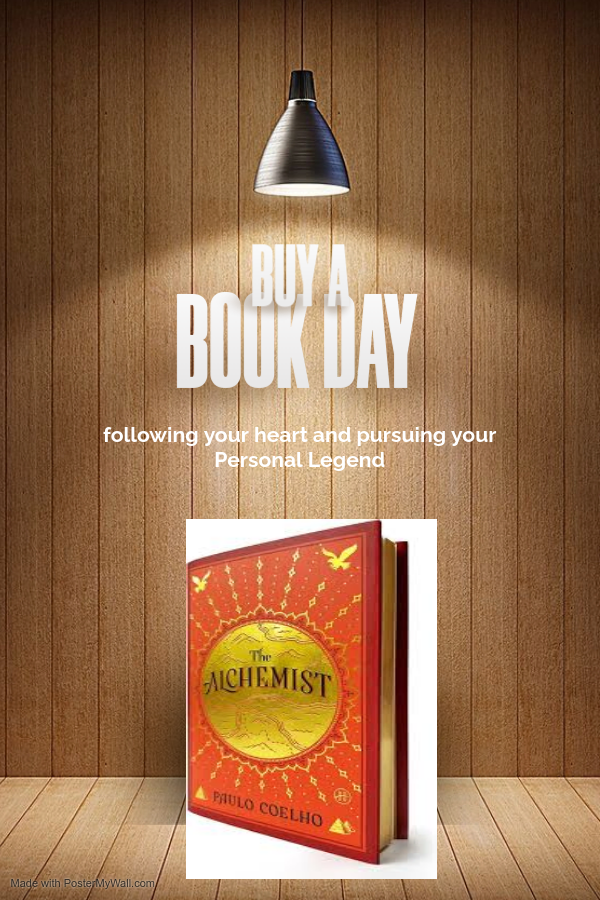 BUY A
BOOK DAY
following your heart and pursuing your
Personal Legend
The
ALCHEMIST
PAULO COELHO
Made with PosterMyWall.com